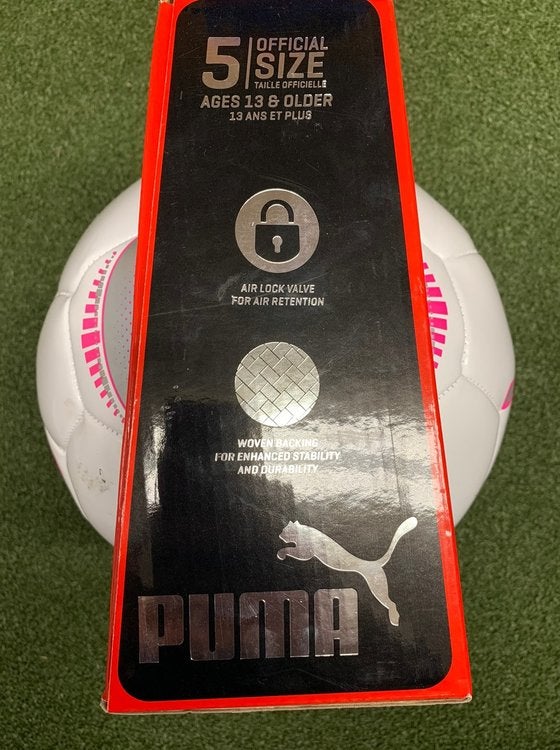 5 OFFICIAL
SIZE
TAILLE OFFICIELLE
AGES 13 & OLDER
13 ANS ET PLUS
AIR LOCK VALVE
FOR AIR RETENTION
WOVEN BACKING
FOR ENHANCED STABILITY
AND DURABILITY
PUMA